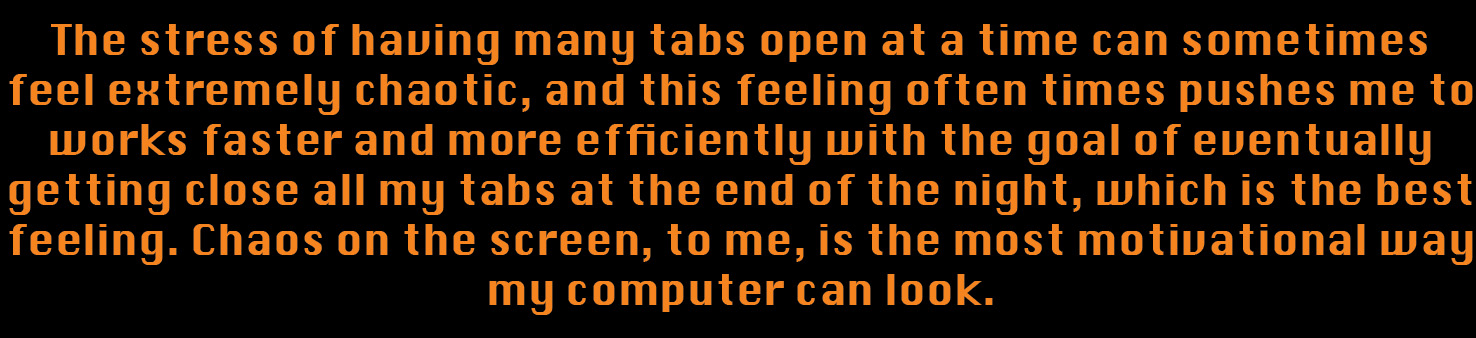 The stress of having many tabs open at a time can sometimes
feel extremely chaotic, and this feeling often times pushes me to
works faster and more efficiently with the goal of eventually
getting close all my tabs at the end of the night, which is the best
feeling. Chaos on the screen, to me, is the most motivational way
my computer can look.